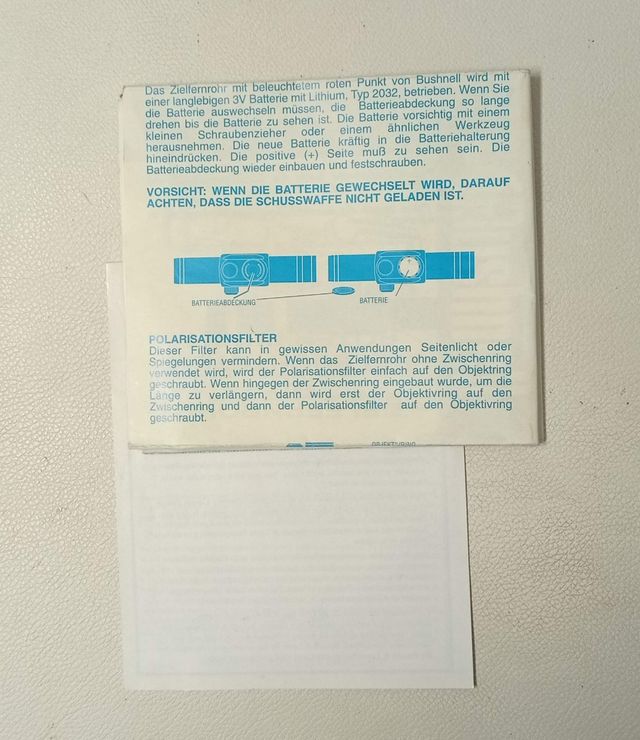 Das Zielfernrohr mit beleuchtetem roten Punkt von Bushnell wird mit
einer langlebigen 3V Batterie mit Lithium, Typ 2032, betrieben. Wenn Sie
die Batterie auswechseln müssen, die Batterieabdeckung so lange
drehen bis die Batterie zu sehen ist. Die Batterie vorsichtig mit einem
kleinen Schraubenzieher oder einem ähnlichen Werkzeug
herausnehmen. Die neue Batterie kräftig in die Batteriehalterung
hineindrücken. Die positive (+) Seite muß zu sehen sein. Die
Batterieabdeckung wieder einbauen und festschrauben.
VORSICHT: WENN DIE BATTERIE GEWECHSELT WIRD, DARAUF
ACHTEN, DASS DIE SCHUSSWAFFE NICHT GELADEN IST.
BATTERIEABDECKUNG
BATTERIE
POLARISATIONSFILTER
Dieser Filter kann in gewissen Anwendungen Seitenlicht oder
Spiegelungen vermindern. Wenn das Zielfernrohr ohne Zwischenring
verwendet wird, wird der Polarisationsfilter einfach auf den Objektring
geschraubt. Wenn hingegen der Zwischenring eingebaut wurde, um die
Länge zu verlängern, dann wird erst der Objektivring auf den
Zwischenring und dann der Polarisationsfilter auf den Objektivring
geschraubt.
OBJEKTIVRING